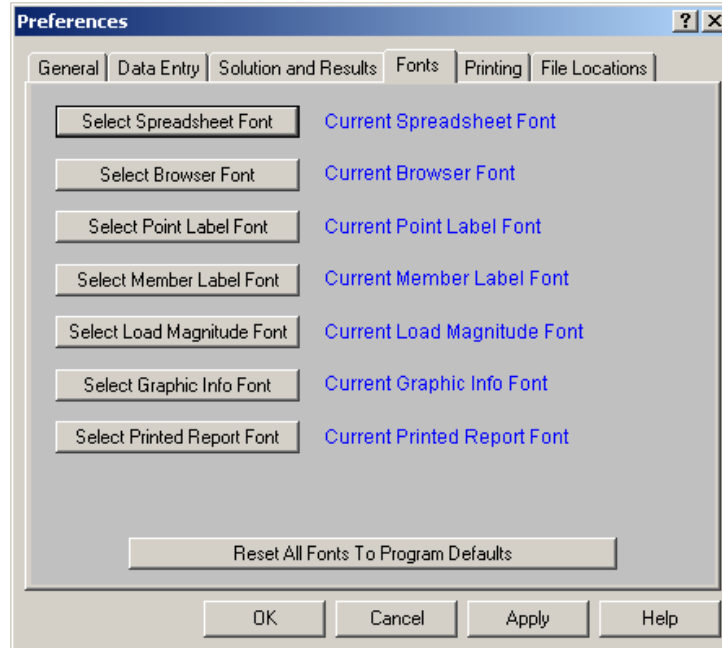 Preferences
General Data Entry Solution and Results Fonts Printing File Locations
Select Spreadsheet Font Current Spreadsheet Font
Select Browser Font Current Browser Font
Select Point Label Font Current Point Label Font
Select Member Label Font Current Member Label Font
Select Load Magnitude Font Current Load Magnitude Font
Select Graphic Info Font Current Graphic Info Font
Select Printed Report Font Current Printed Report Font
Reset All Fonts To Program Defaults
OK Cancel Apply Help